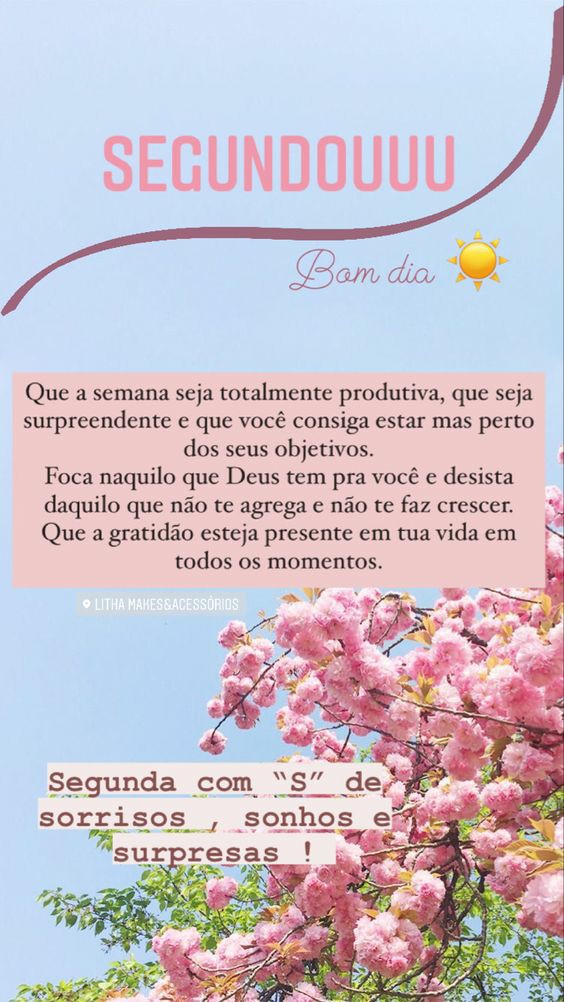 SEGUNDOUUU
Bom dia
Que a semana seja totalmente produtiva, que seja
surpreendente e que você consiga estar mas perto
dos seus objetivos.
Foca naquilo que Deus tem pra você e desista
daquilo que não te agrega e não te faz crescer.
Que a gratidão esteja presente em tua vida em
todos os momentos.
LITHA MAKES&ACESSÓRIOS
Segunda com “S” de
sorrisos , sonhos e
surpresas !